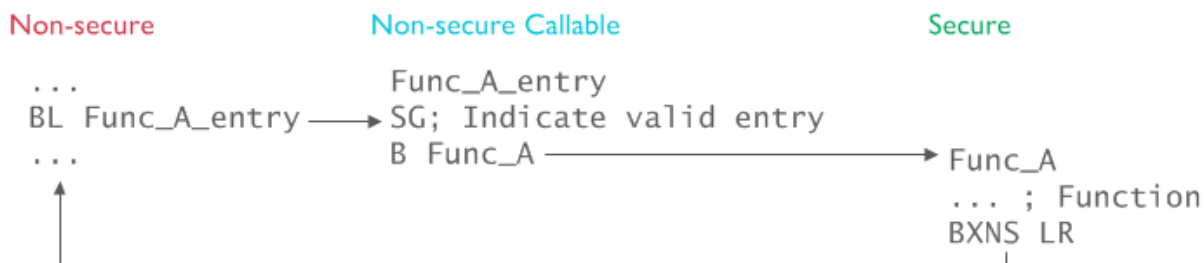 Non-secure
Non-secure Callable
Secure
...
BL Func_A_entry
...
Func_A_entry
SG; Indicate valid entry
B Func_A
Func_A
... ; Function
BXNS LR